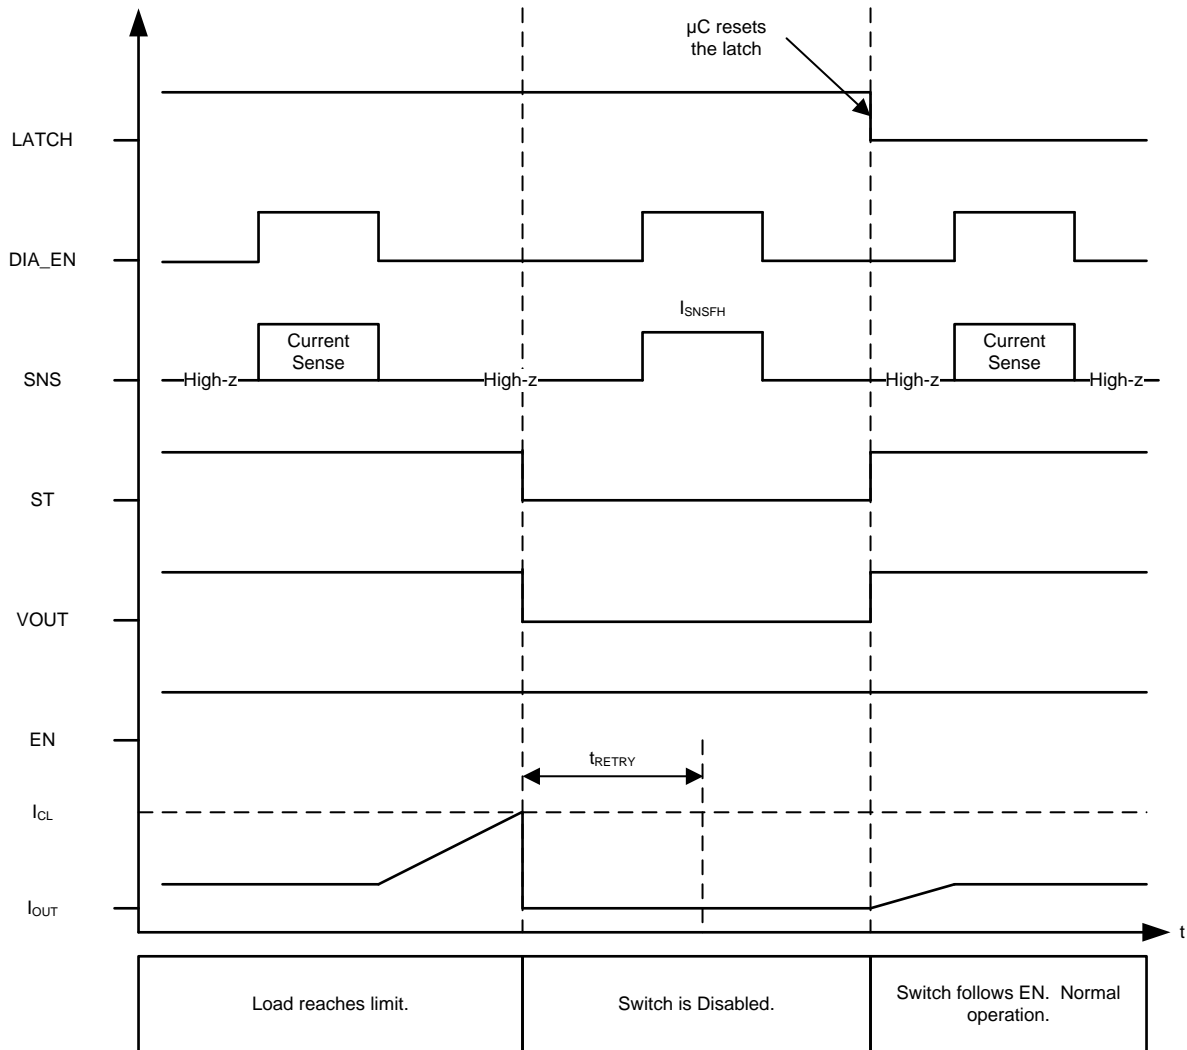 µC resets
the latch
LATCH
DIA_EN
ISNSFH
Current
Sense
Current
Sense
SNS
High-z
High-z
High-z
High-z
ST
VOUT
EN
tRETRY
ICL
IOUT
t
Load reaches limit.
Switch is Disabled.
Switch follows EN. Normal
operation.